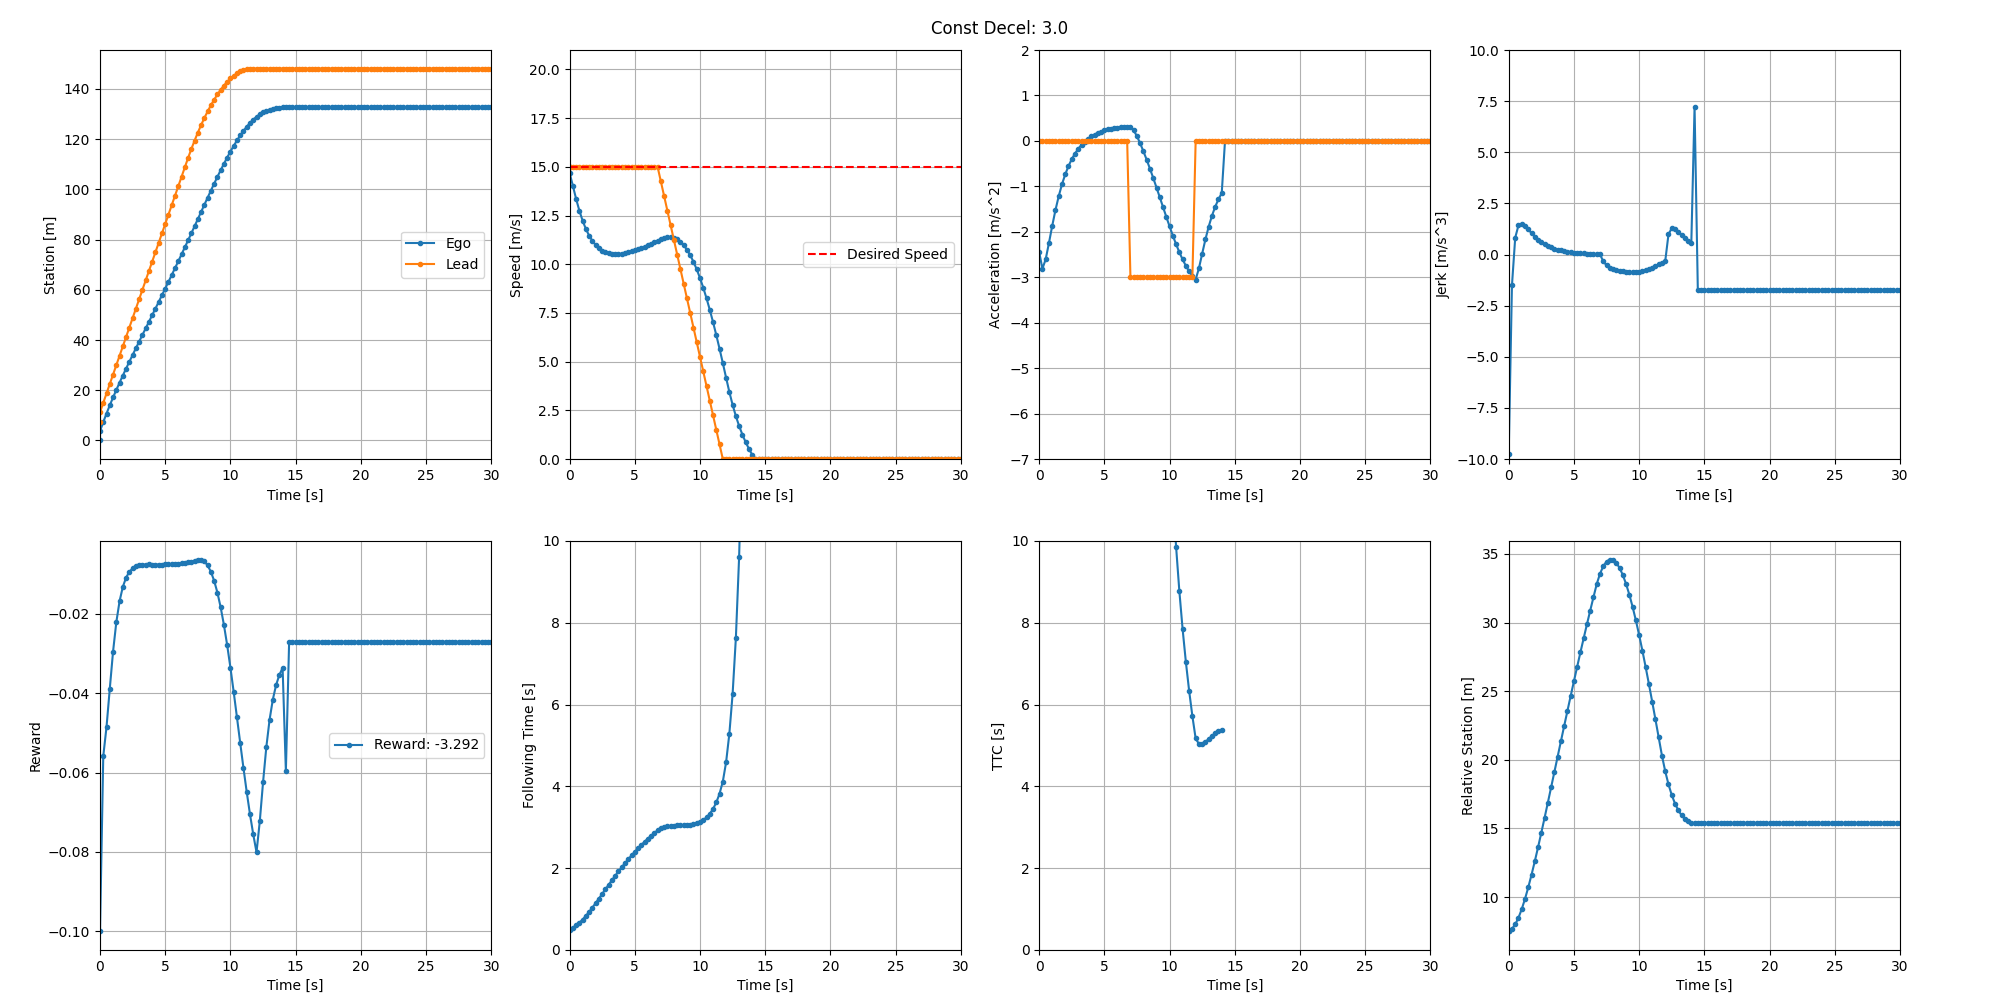 Const Decel: 3.0
Station [m]
140
120
100
80
60
40
20
0
Ego
Lead
0 5 10 15 20 25 30
Time [s]
Speed [m/s]
20.0
17.5
15.0
12.5
10.0
7.5
5.0
2.5
0.0
Desired Speed
0 5 10 15 20 25 30
Time [s]
Acceleration [m/s^2]
2
1
0
−1
−2
−3
−4
−5
−6
−7
0 5 10 15 20 25 30
Time [s]
Jerk [m/s^3]
10.0
7.5
5.0
2.5
0.0
−2.5
−5.0
−7.5
−10.0
0 5 10 15 20 25 30
Time [s]
Reward
−0.02
−0.04
−0.06
−0.08
−0.10
Reward: -3.292
0 5 10 15 20 25 30
Time [s]
Following Time [s]
10
8
6
4
2
0
0 5 10 15 20 25 30
Time [s]
TTC [s]
10
8
6
4
2
0
0 5 10 15 20 25 30
Time [s]
Relative Station [m]
35
30
25
20
15
10
0 5 10 15 20 25 30
Time [s]